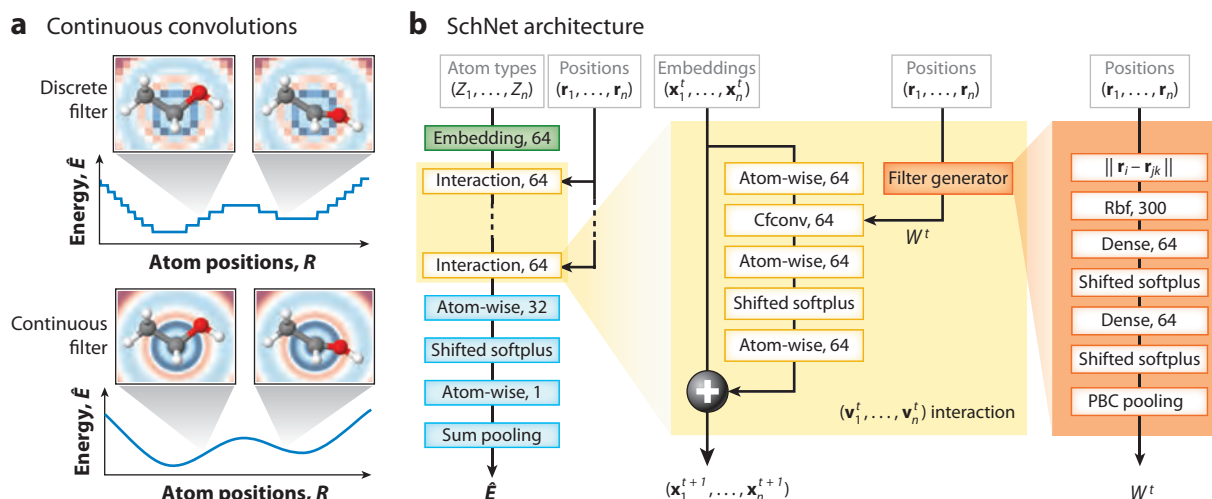 a Continuous convolutions
Discrete
filter
Energy, Ê
Atom positions, R
Continuous
filter
Energy, Ê
Atom positions, R
b SchNet architecture
Atom types
(Z₁, . . . , Zₙ)
Positions
(r₁, . . . , rₙ)
Embedding, 64
Interaction, 64
Interaction, 64
Atom-wise, 32
Shifted softplus
Atom-wise, 1
Sum pooling
Ê
Embeddings
(x₁ᵗ, . . . , xₙᵗ)
Positions
(r₁, . . . , rₙ)
Atom-wise, 64
Filter generator
Cfconv, 64
Wᵗ
Atom-wise, 64
Shifted softplus
Atom-wise, 64
+
(v₁ᵗ, . . . , vₙᵗ) interaction
(x₁ᵗ⁺¹, . . . , xₙᵗ⁺¹)
Positions
(r₁, . . . , rₙ)
|| rᵢ – rⱼₖ ||
Rbf, 300
Dense, 64
Shifted softplus
Dense, 64
Shifted softplus
PBC pooling
Wᵗ